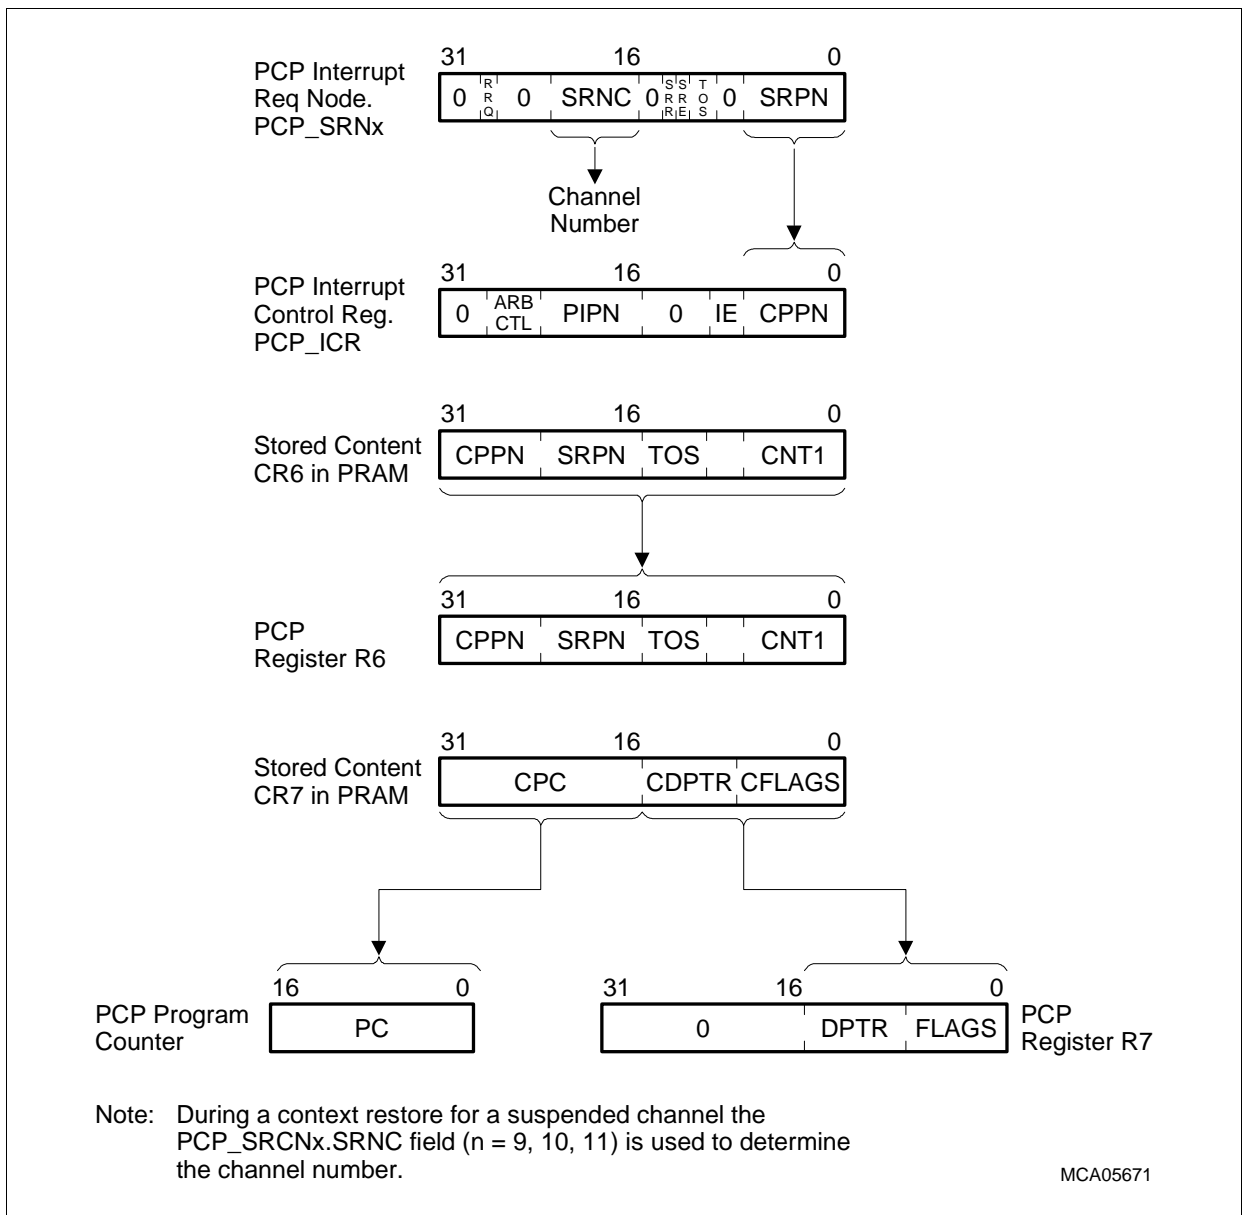 31 16 0
PCP Interrupt
Req Node.
PCP_SRNx
0 RRQ 0 SRNC 0 SRR SRE TOS 0 SRPN
Channel
Number
31 16 0
PCP Interrupt
Control Reg.
PCP_ICR
0 ARB CTL PIPN 0 IE CPPN
31 16 0
Stored Content
CR6 in PRAM
CPPN SRPN TOS CNT1
31 16 0
PCP
Register R6
CPPN SRPN TOS CNT1
31 16 0
Stored Content
CR7 in PRAM
CPC CDPTR CFLAGS
16 0
PCP Program
Counter
PC
31 16 0
0 DPTR FLAGS
PCP
Register R7
Note: During a context restore for a suspended channel the
PCP_SRCNx.SRNC field (n = 9, 10, 11) is used to determine
the channel number.
MCA05671